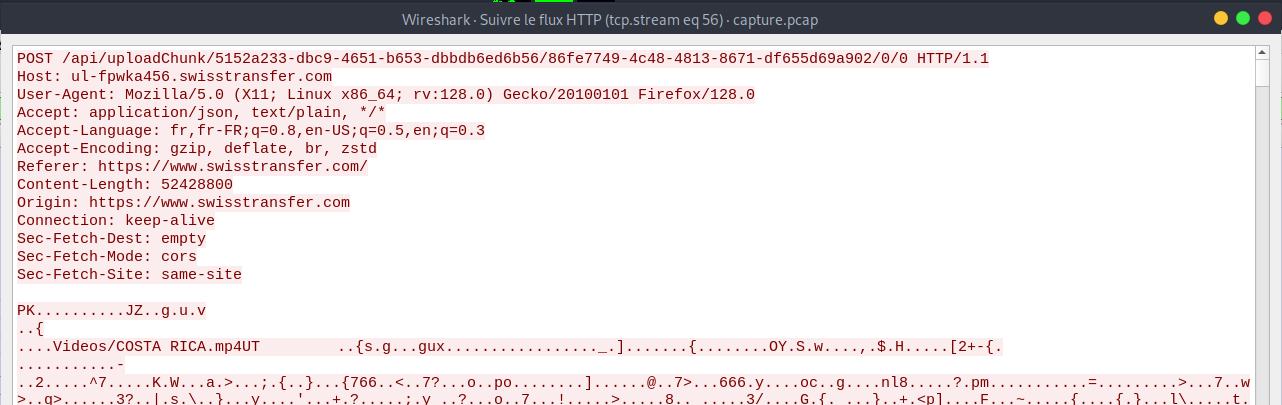 Wireshark · Suivre le flux HTTP (tcp.stream eq 56) · capture.pcap
POST /api/uploadChunk/5152a233-dbc9-4651-b653-dbbdb6ed6b56/86fe7749-4c48-4813-8671-df655d69a902/0/0 HTTP/1.1
Host: ul-fpwka456.swisstransfer.com
User-Agent: Mozilla/5.0 (X11; Linux x86_64; rv:128.0) Gecko/20100101 Firefox/128.0
Accept: application/json, text/plain, */*
Accept-Language: fr,fr-FR;q=0.8,en-US;q=0.5,en;q=0.3
Accept-Encoding: gzip, deflate, br, zstd
Referer: https://www.swisstransfer.com/
Content-Length: 52428800
Origin: https://www.swisstransfer.com
Connection: keep-alive
Sec-Fetch-Dest: empty
Sec-Fetch-Mode: cors
Sec-Fetch-Site: same-site
PK..........JZ..g.u.v
..{
....Videos/COSTA RICA.mp4UT ..{s.g...gux................._.].......{........OY.S.w....,.$.H.....[2+-{.
...........-
..2.....^7.....K.W...a.>...;.{..}...{766..<..7?...o..po........]......@..7>...666.y....oc..g....nl8.....?.pm...........=.........>...7..w